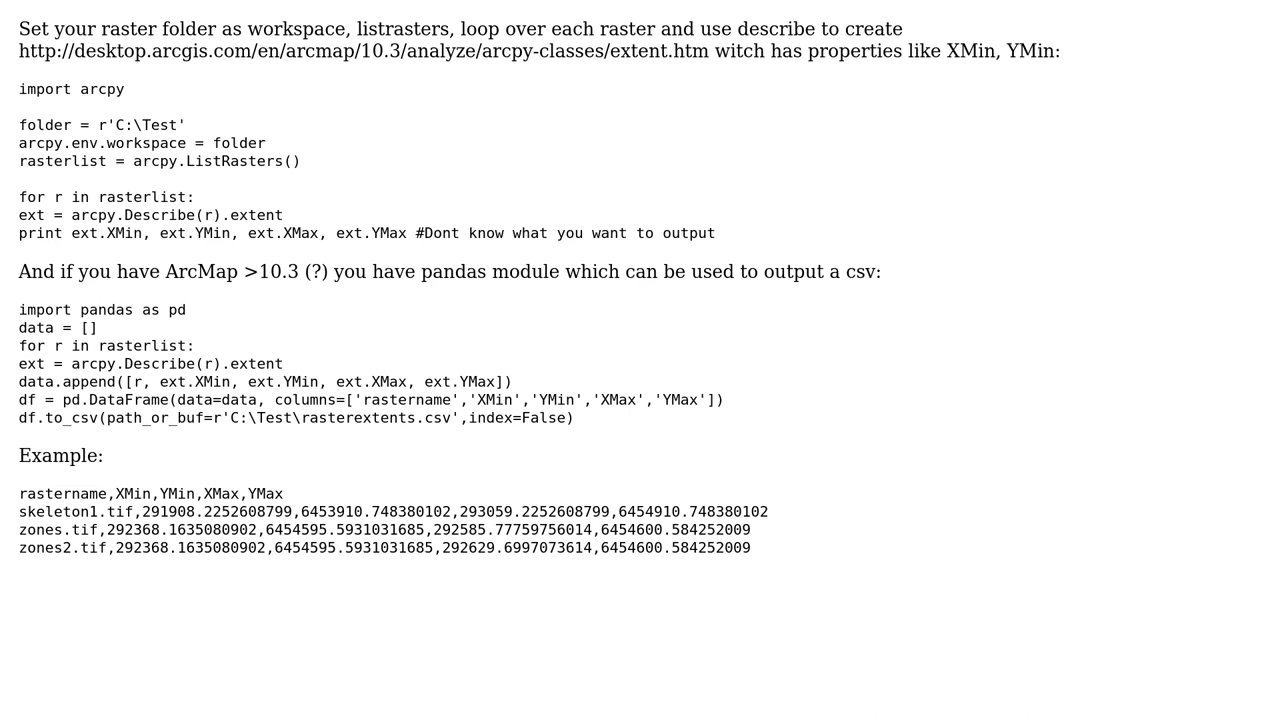 Set your raster folder as workspace, listrasters, loop over each raster and use describe to create
http://desktop.arcgis.com/en/arcmap/10.3/analyze/arcpy-classes/extent.htm witch has properties like XMin, YMin:
import arcpy
folder = r'C:\Test'
arcpy.env.workspace = folder
rasterlist = arcpy.ListRasters()
for r in rasterlist:
ext = arcpy.Describe(r).extent
print ext.XMin, ext.YMin, ext.XMax, ext.YMax #Dont know what you want to output
And if you have ArcMap >10.3 (?) you have pandas module which can be used to output a csv:
import pandas as pd
data = []
for r in rasterlist:
ext = arcpy.Describe(r).extent
data.append([r, ext.XMin, ext.YMin, ext.XMax, ext.YMax])
df = pd.DataFrame(data=data, columns=['rastername','XMin','YMin','XMax','YMax'])
df.to_csv(path_or_buf=r'C:\Test\rasterextents.csv',index=False)
Example:
rastername,XMin,YMin,XMax,YMax
skeleton1.tif,291908.2252608799,6453910.748380102,293059.2252608799,6454910.748380102
zones.tif,292368.1635080902,6454595.5931031685,292585.77759756014,6454600.584252009
zones2.tif,292368.1635080902,6454595.5931031685,292629.6997073614,6454600.584252009